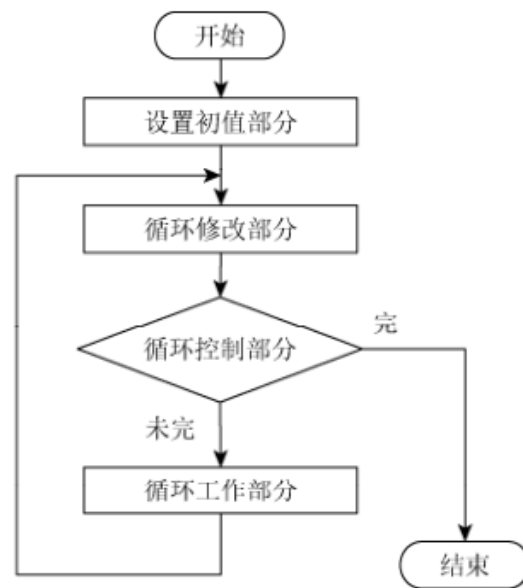 开始
设置初值部分
循环修改部分
循环控制部分
完
未完
循环工作部分
结束